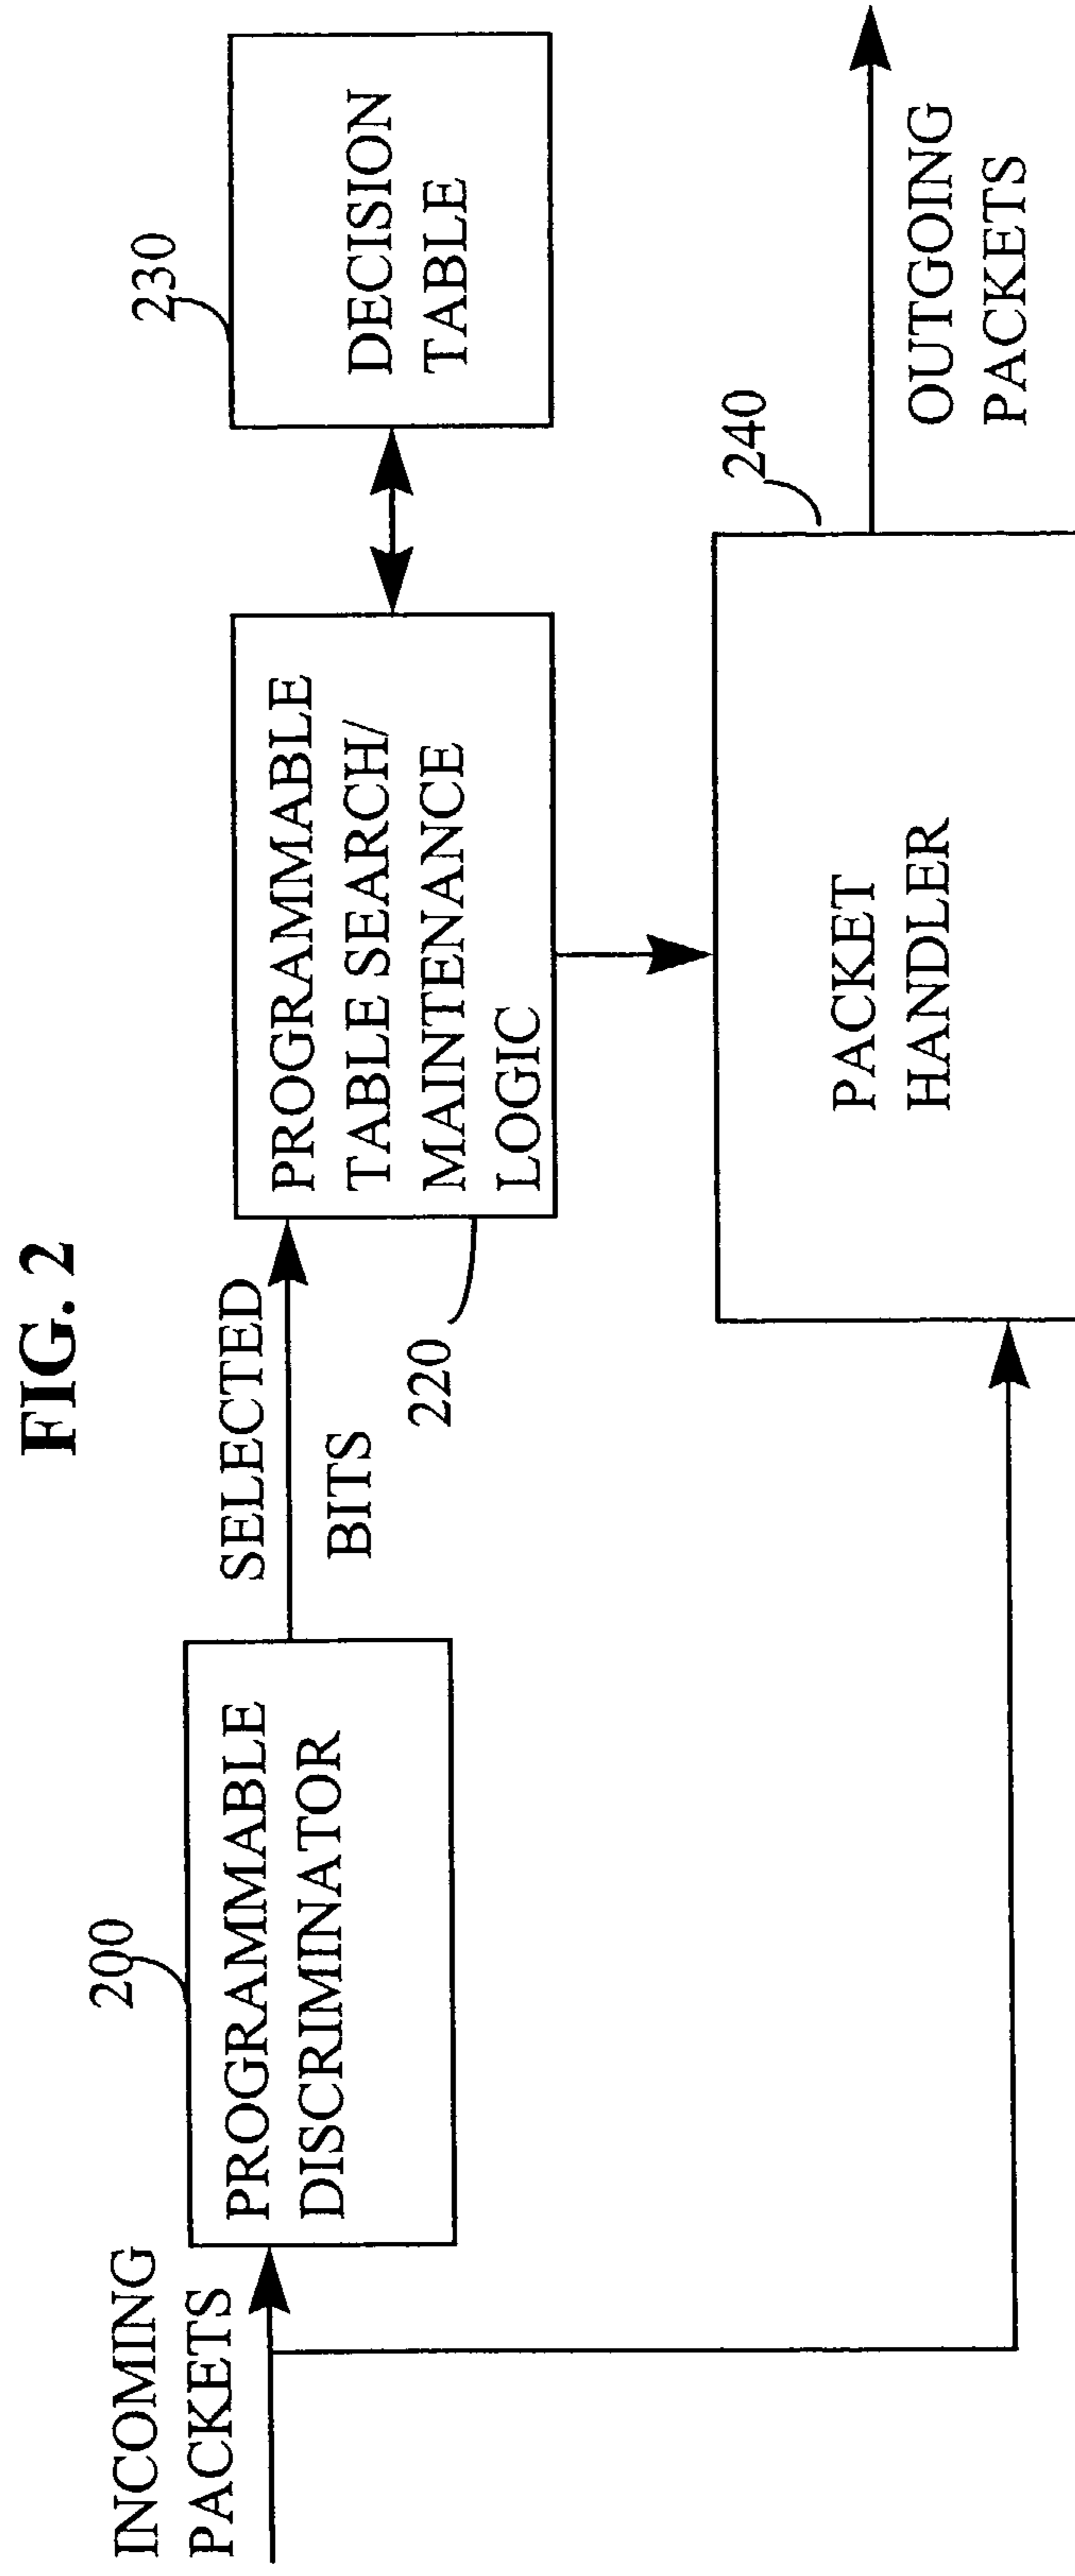 FIG. 2
INCOMING
PACKETS
200
PROGRAMMABLE
DISCRIMINATOR
SELECTED
BITS
220
PROGRAMMABLE
TABLE SEARCH/
MAINTENANCE
LOGIC
230
DECISION
TABLE
240
PACKET
HANDLER
OUTGOING
PACKETS